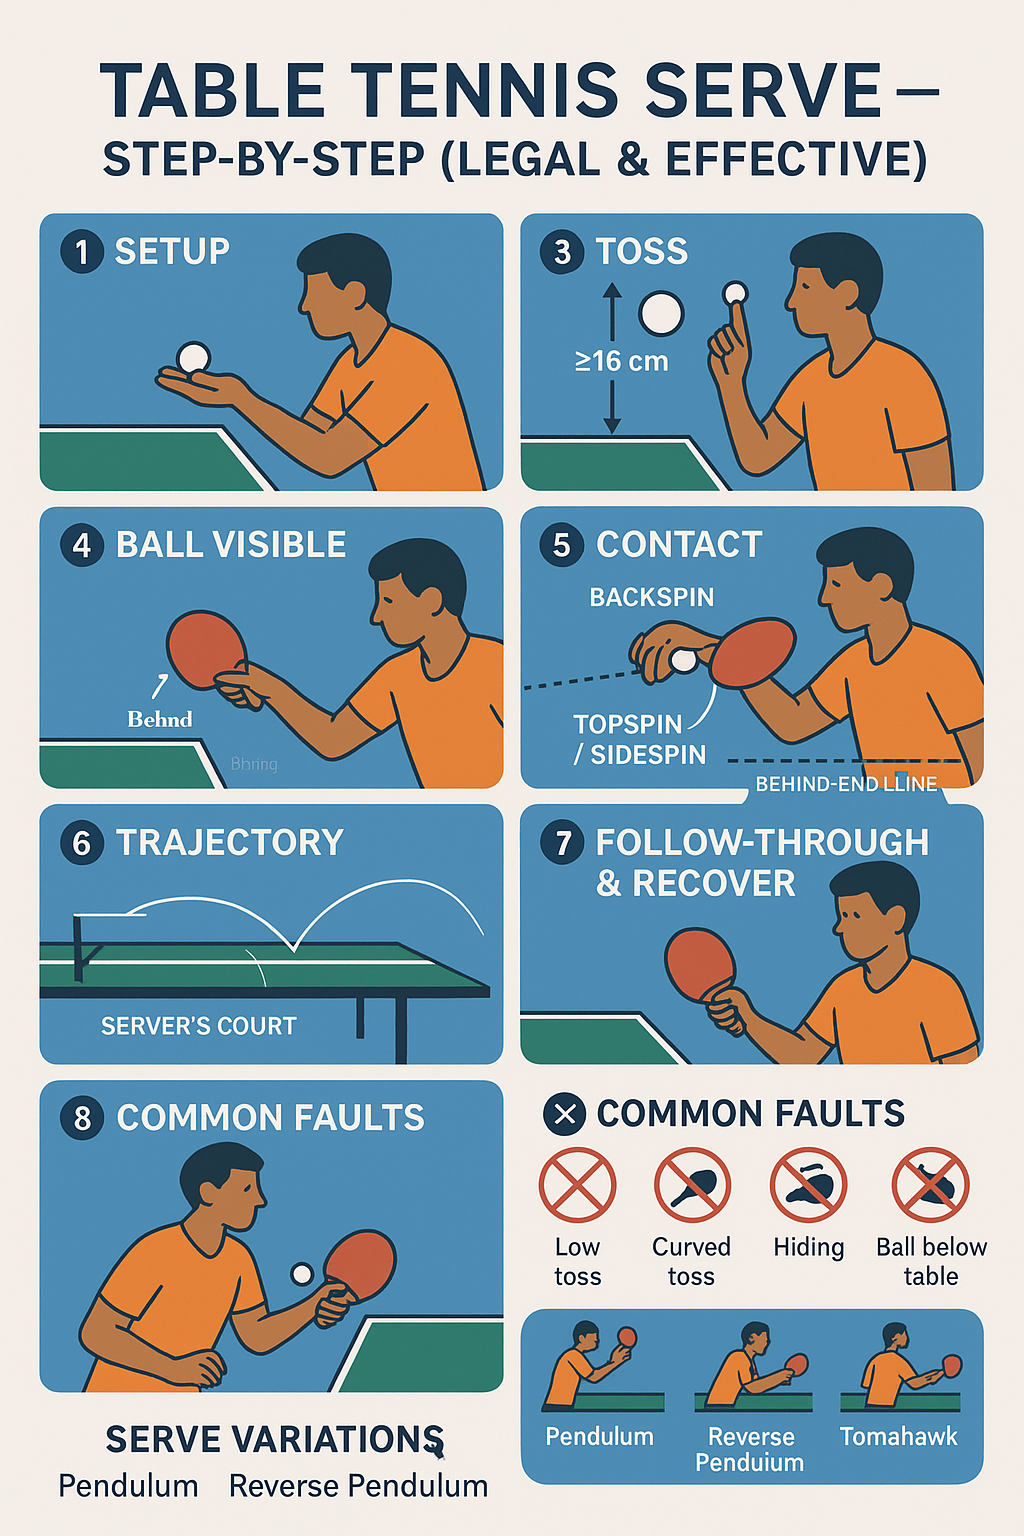 TABLE TENNIS SERVE —
STEP-BY-STEP (LEGAL & EFFECTIVE)
1 SETUP
3 TOSS
≥16 cm
4 BALL VISIBLE
Behnd
Bhring
5 CONTACT
BACKSPIN
TOPSPIN
/ SIDESPIN
BEHIND-END LLINE
6 TRAJECTORY
SERVER'S COURT
7 FOLLOW-THROUGH
& RECOVER
8 COMMON FAULTS
COMMON FAULTS
Low
toss
Curved
toss
Hiding
Ball below
table
Pendulum
Reverse
Penduium
Tomahawk
SERVE VARIATIONS
Pendulum Reverse Pendulum